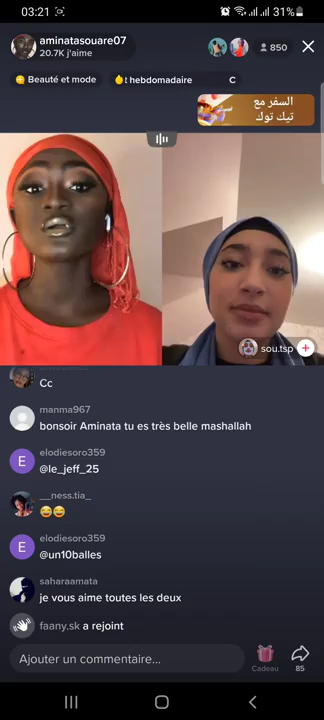 03:21
31%
aminatasouare07
20.7K j'aime
850
Beauté et mode
t hebdomadaire
C
السفر مع
تيك توك
sou.tsp
Cc
manma967
bonsoir Aminata tu es très belle mashallah
elodiesoro359
E
@le_jeff_25
__ness.tia_
😂😂
elodiesoro359
E
@un10balles
saharaamata
je vous aime toutes les deux
faany.sk a rejoint
Ajouter un commentaire...
Cadeau
85